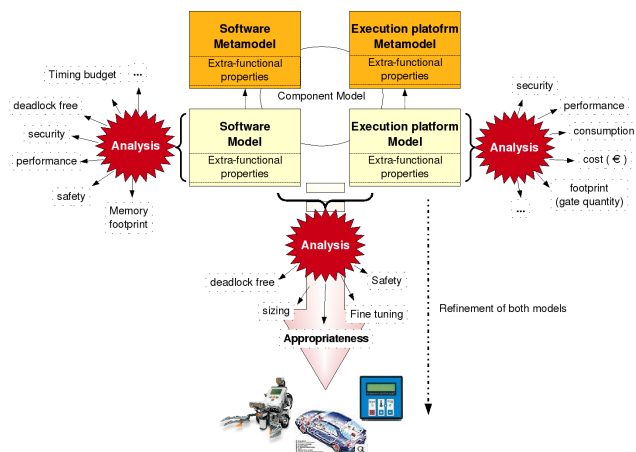 Software
Metamodel
Extra-functional
properties
Execution platofrm
Metamodel
Extra-functional
properties
Component Model
Software
Model
Extra-functional
properties
Execution platform
Model
Extra-functional
properties
Timing budget
...
deadlock free
security
performance
safety
Memory
footprint
Analysis
Analysis
security
performance
consumption
cost ( € )
footprint
(gate quantity)
...
Analysis
deadlock free
Safety
sizing
Fine tuning
Appropriateness
Refinement of both models